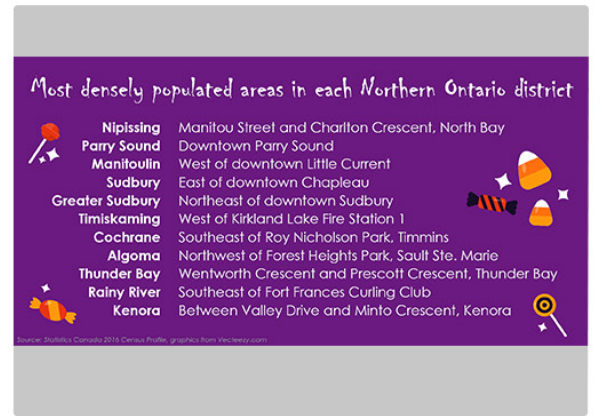 Most densely populated areas in each Northern Ontario district
Nipissing Manitou Street and Charlton Crescent, North Bay
Parry Sound Downtown Parry Sound
Manitoulin West of downtown Little Current
Sudbury East of downtown Chapleau
Greater Sudbury Northeast of downtown Sudbury
Timiskaming West of Kirkland Lake Fire Station 1
Cochrane Southeast of Roy Nicholson Park, Timmins
Algoma Northwest of Forest Heights Park, Sault Ste. Marie
Thunder Bay Wentworth Crescent and Prescott Crescent, Thunder Bay
Rainy River Southeast of Fort Frances Curling Club
Kenora Between Valley Drive and Minto Crescent, Kenora
Source: Statistics Canada 2016 Census Profile, graphics from Vecteezy.com